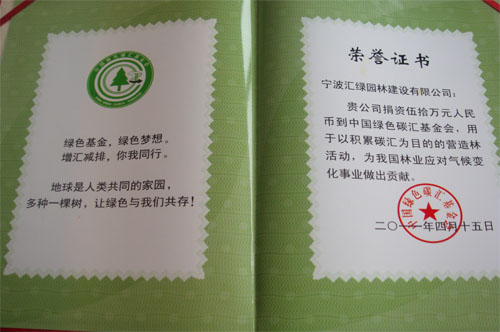 绿色基金，绿色梦想。
增汇减排，你我同行。
地球是人类共同的家园，
多种一棵树，让绿色与我们共存！
荣誉证书
宁波汇绿园林建设有限公司：
贵公司捐资伍拾万元人民
币到中国绿色碳汇基金会，用
于以积累碳汇为目的的营造林
活动，为我国林业应对气候变
化事业做出贡献。
中国绿色碳汇基金会
二〇一一年四月十五日